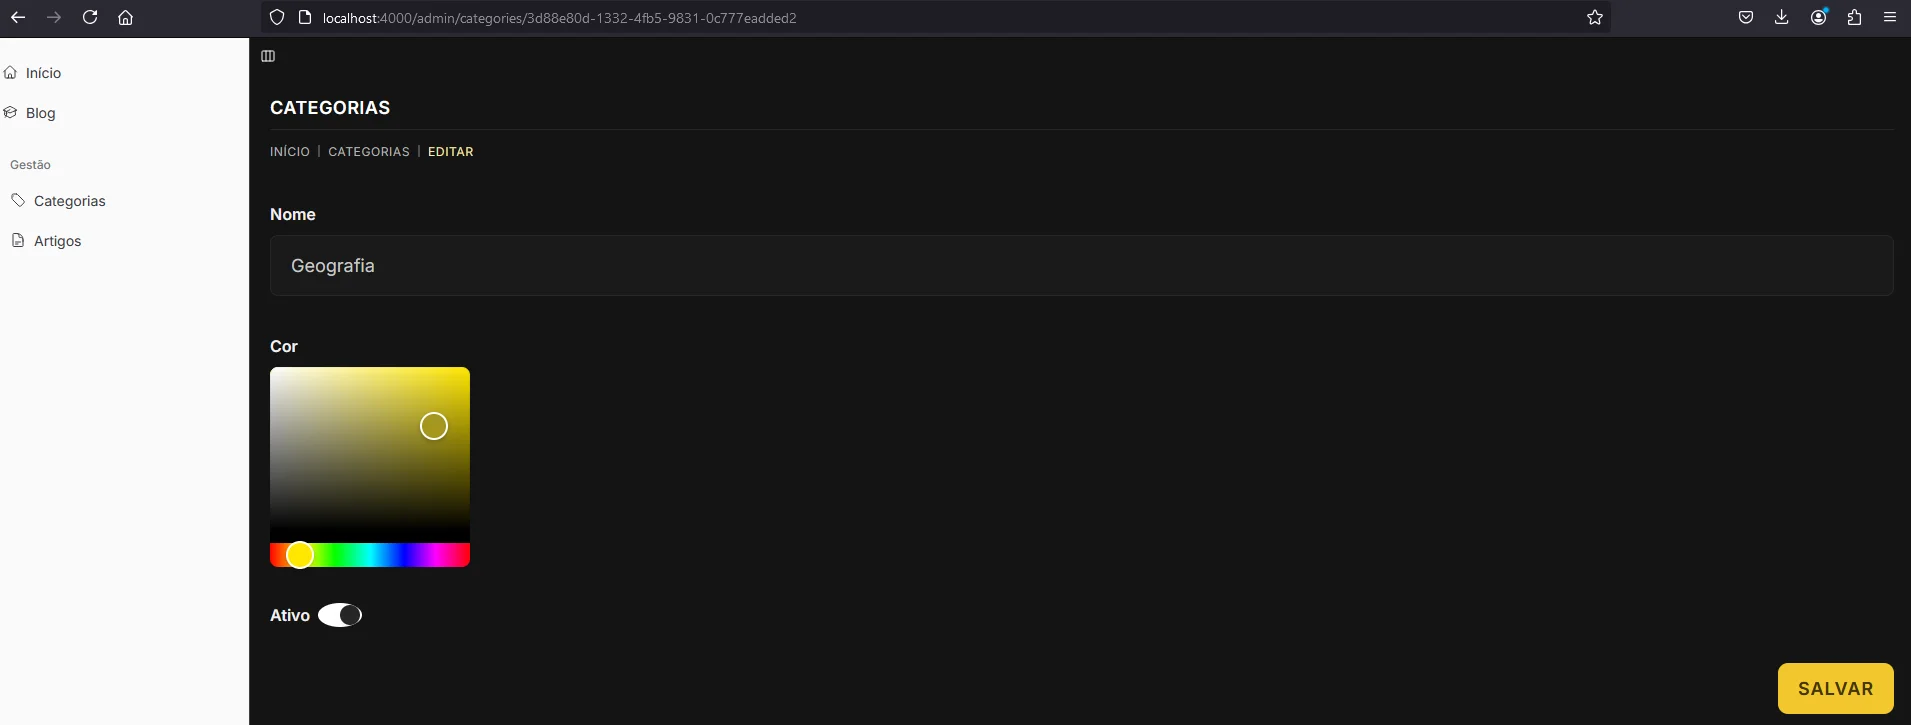 localhost:4000/admin/categories/3d88e80d-1332-4fb5-9831-0c777eadded2
Início
Blog
Gestão
Categorias
Artigos
CATEGORIAS
INÍCIO | CATEGORIAS | EDITAR
Nome
Geografia
Cor
Ativo
SALVAR